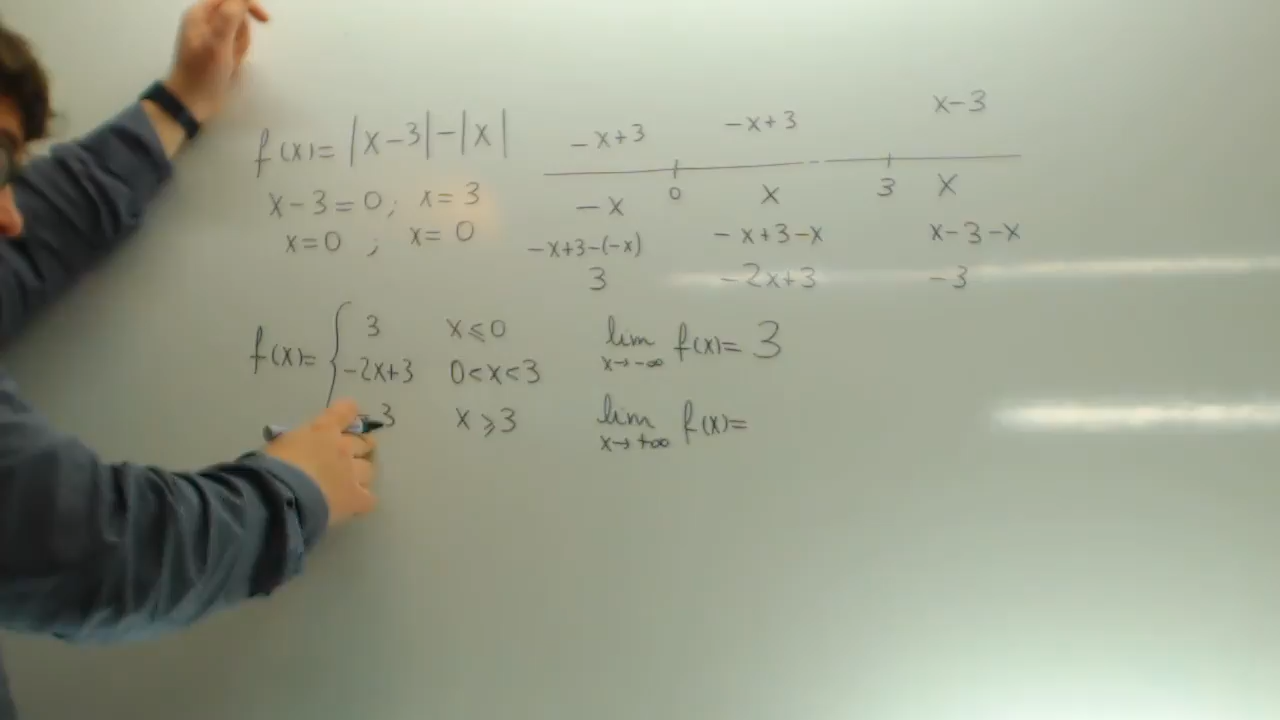 f(x)= |x-3|-|x|
x-3=0; x=3
x=0 ; x=0
-x+3 -x+3 x-3
0 3
-x x x
-x+3-(-x) -x+3-x x-3-x
3 -2x+3 -3
f(x)= { 3 x⩽0
-2x+3 0<x<3
-3 x⩾3
lim x→-∞ f(x)= 3
lim x→+∞ f(x)=